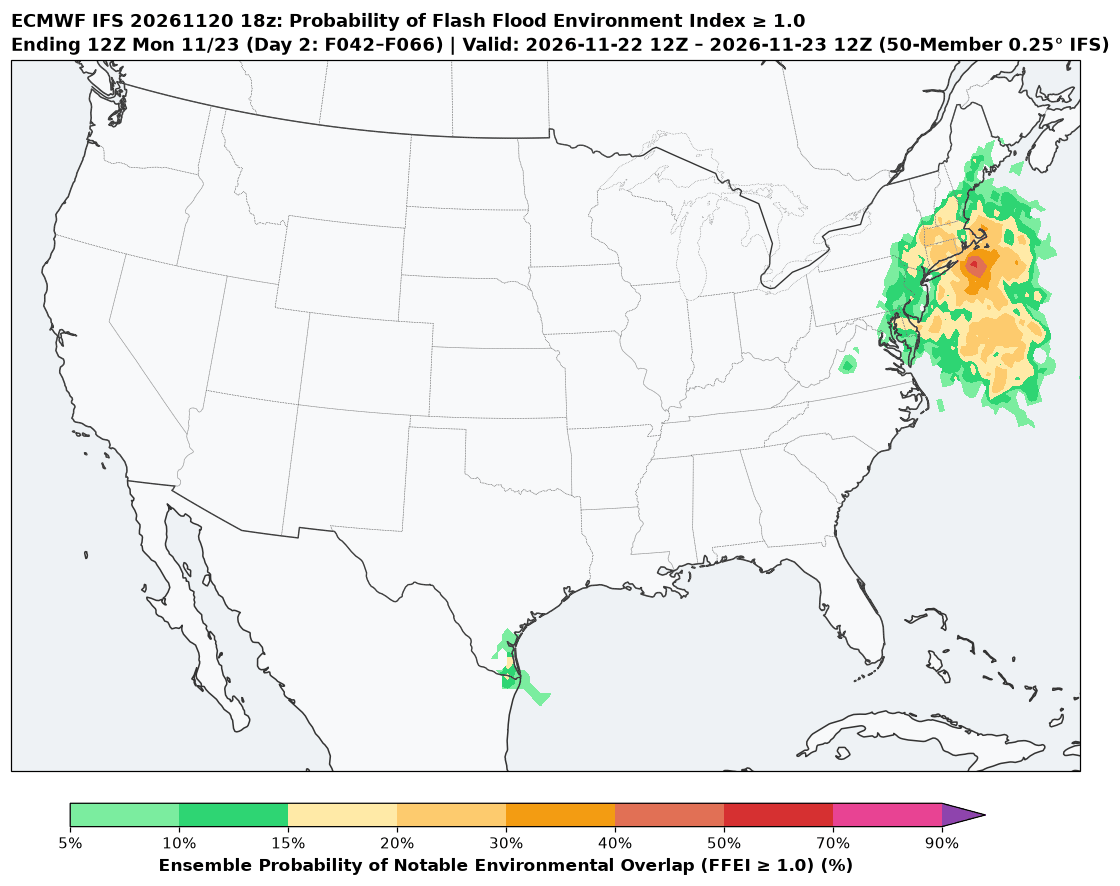 ECMWF IFS 20261120 18z: Probability of Flash Flood Environment Index ≥ 1.0
Ending 12Z Mon 11/23 (Day 2: F042–F066) | Valid: 2026-11-22 12Z – 2026-11-23 12Z (50-Member 0.25° IFS)
5% 10% 15% 20% 30% 40% 50% 70% 90%
Ensemble Probability of Notable Environmental Overlap (FFEI ≥ 1.0) (%)